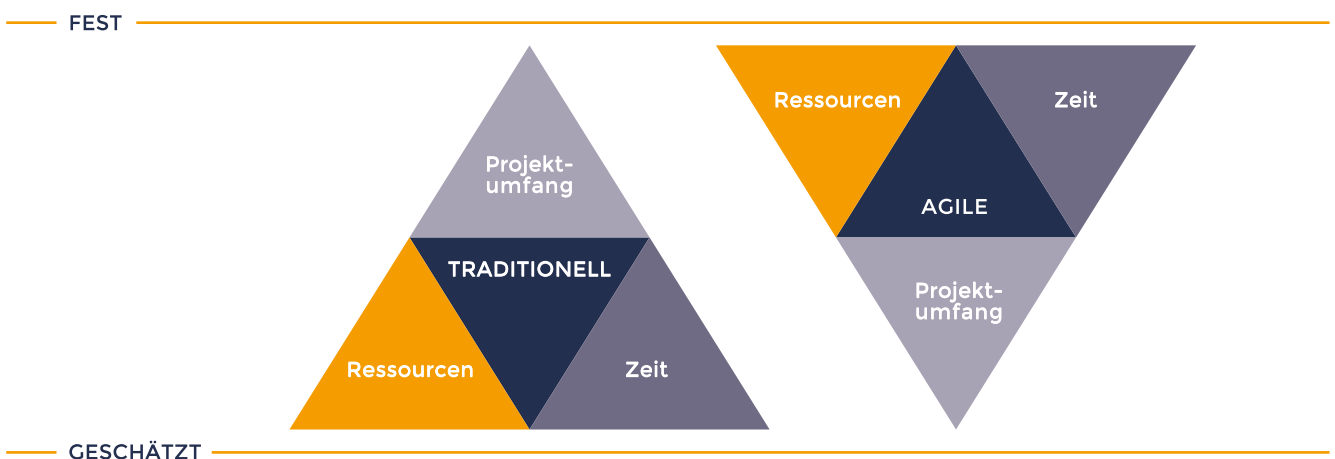 FEST
Projekt-
umfang
TRADITIONELL
Ressourcen
Zeit
Ressourcen
Zeit
AGILE
Projekt-
umfang
GESCHÄTZT